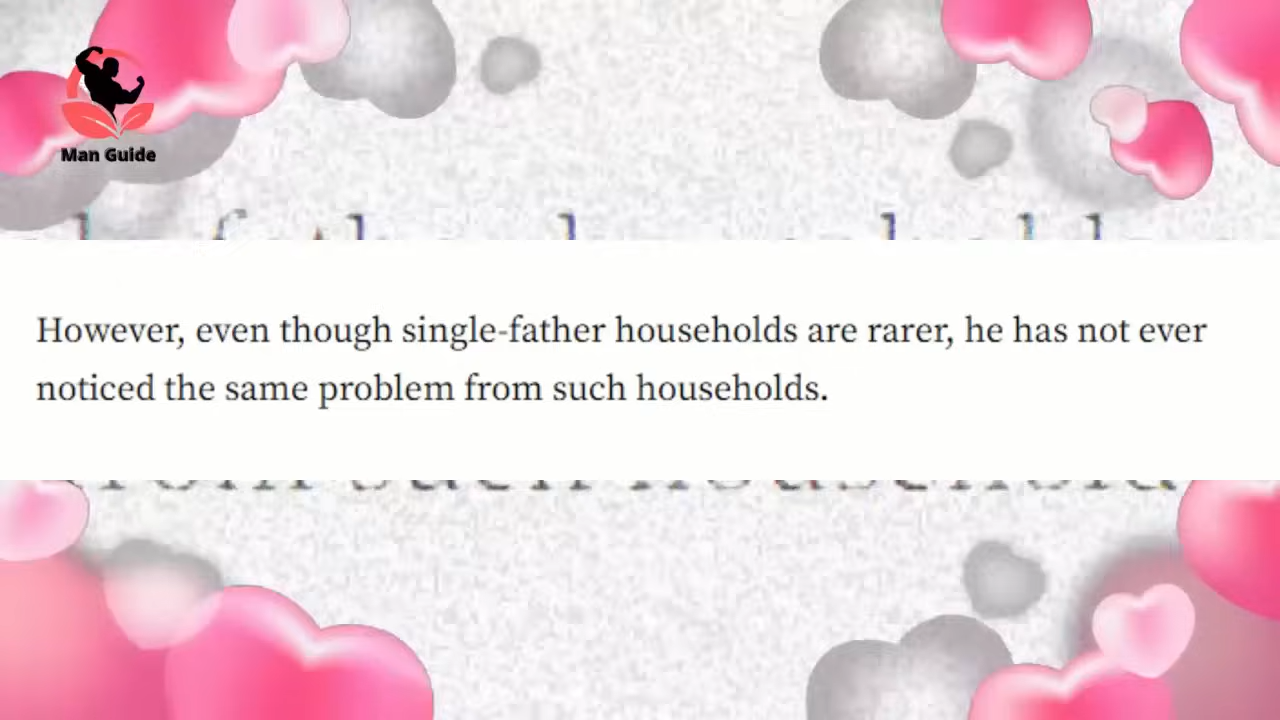 Man Guide
However, even though single-father households are rarer, he has not ever
noticed the same problem from such households.